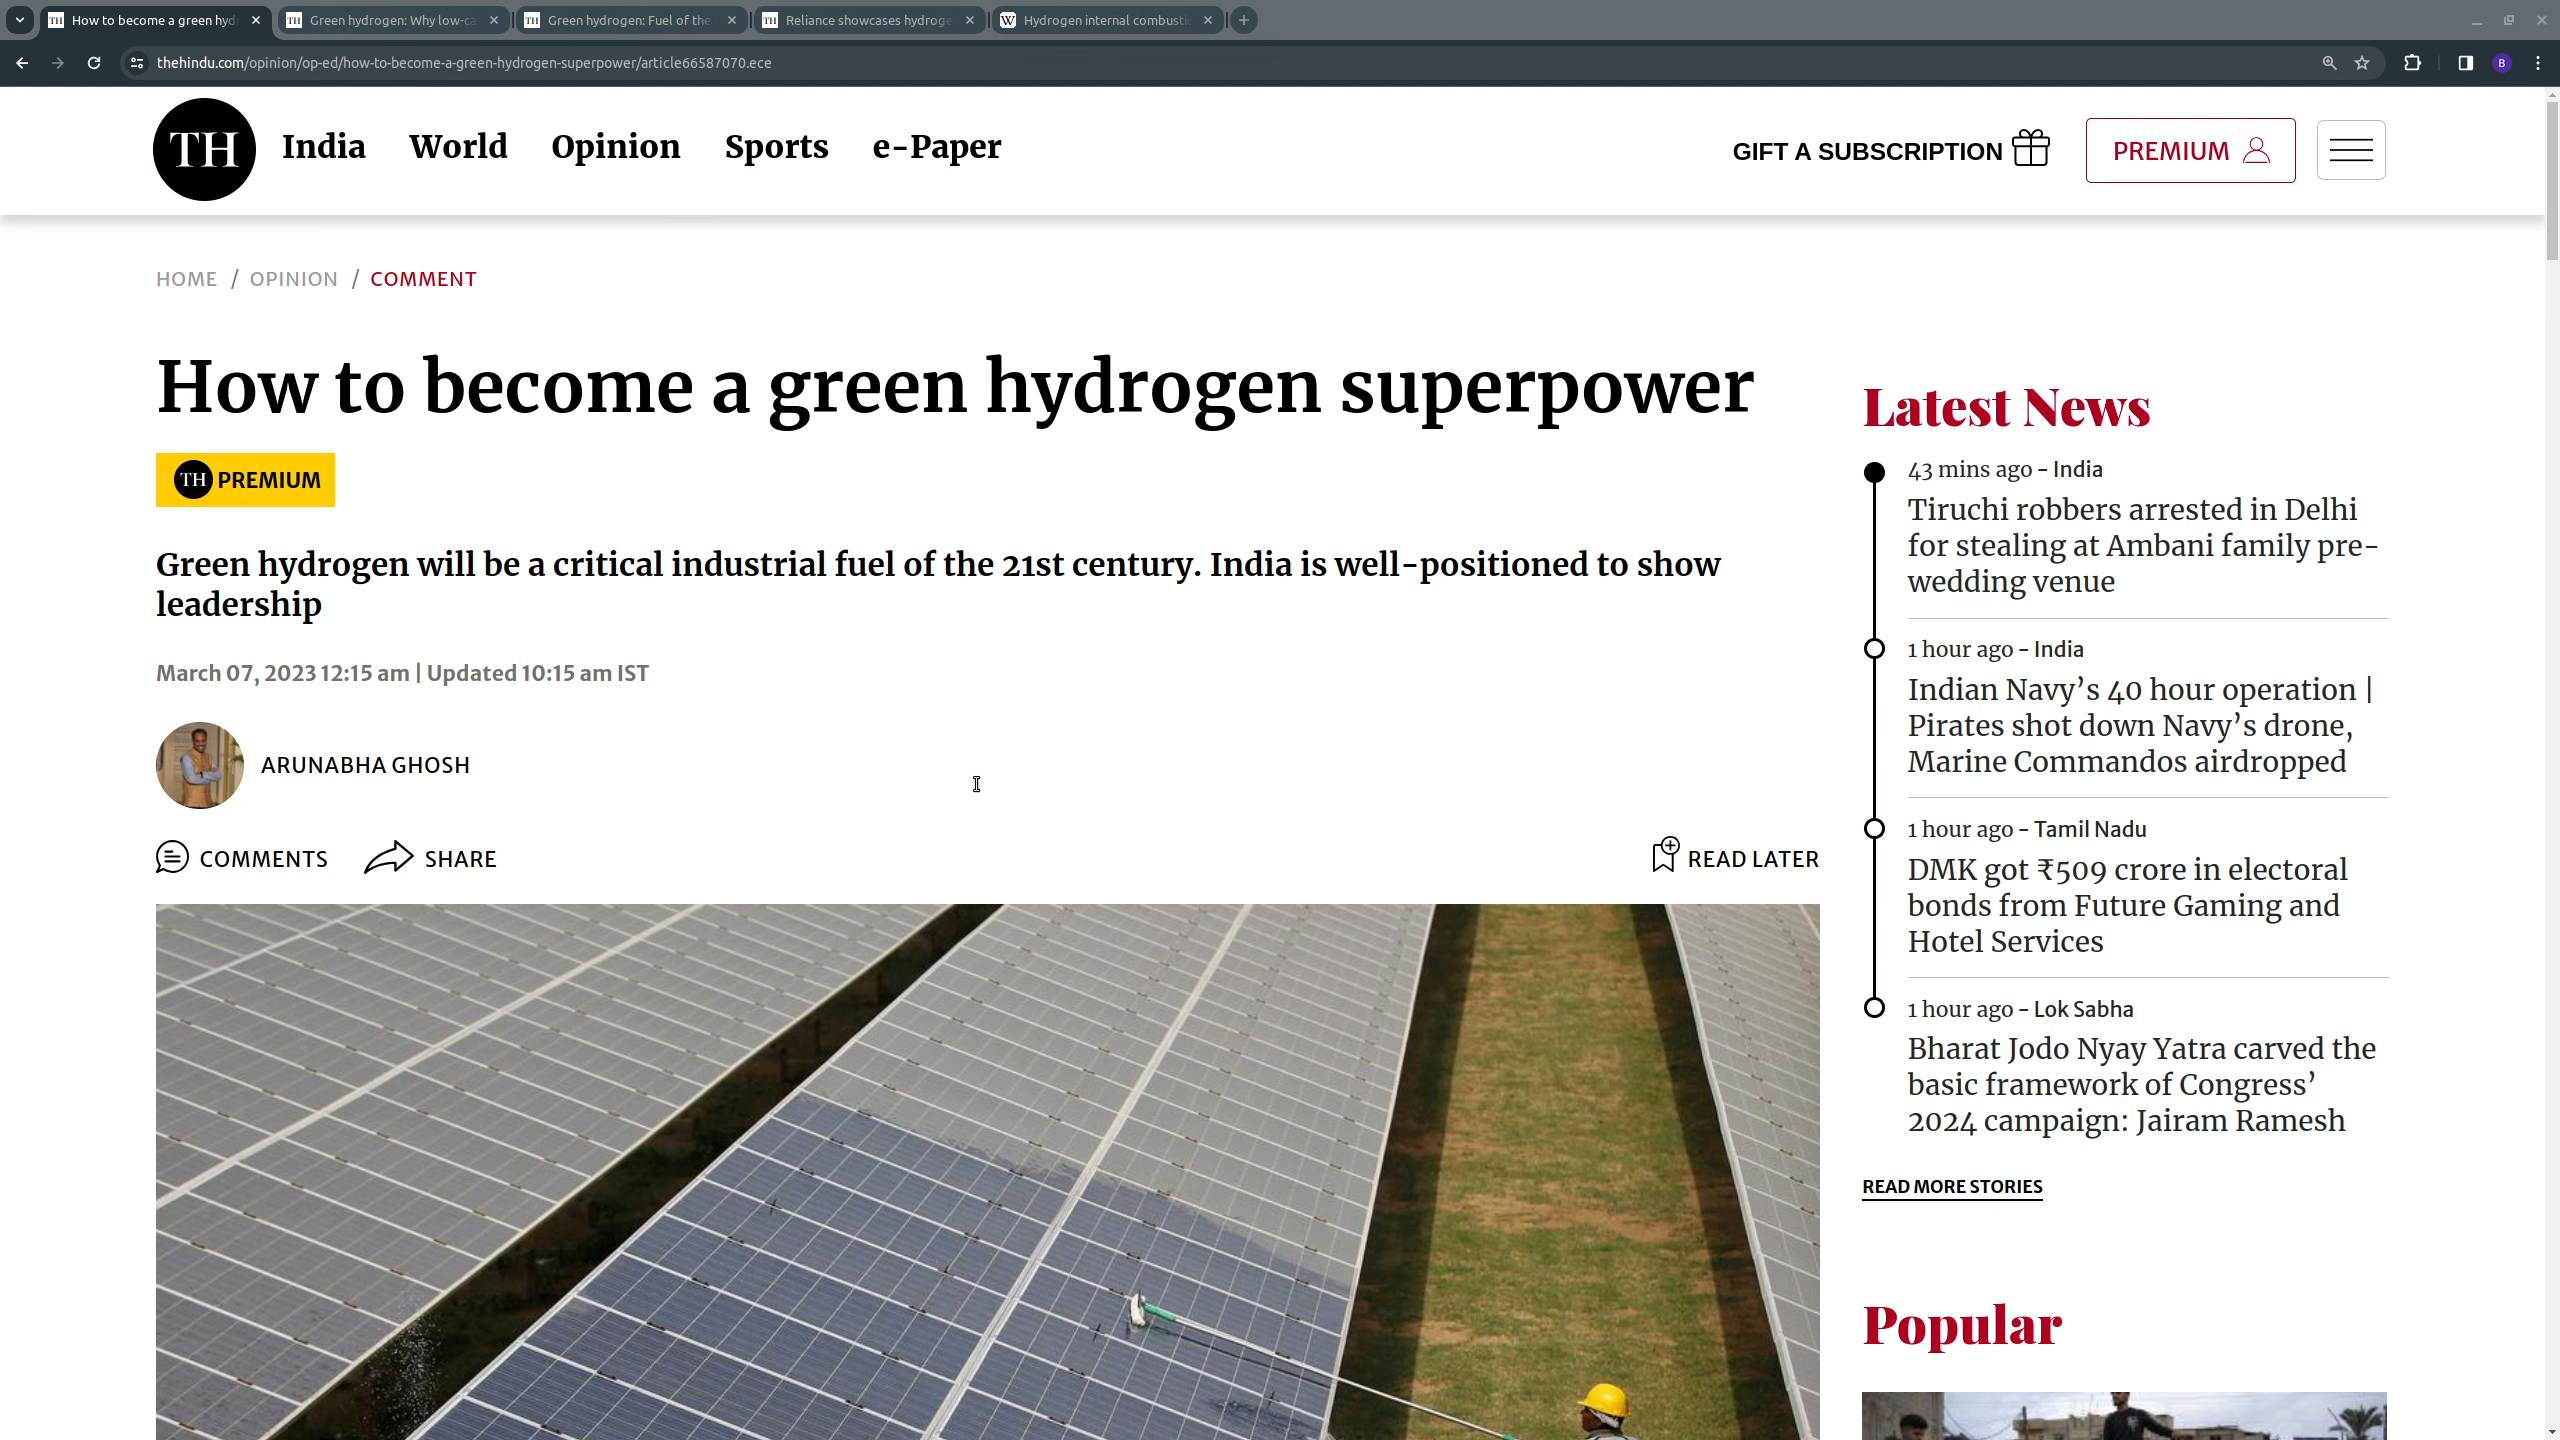 How to become a green hyd
Green hydrogen: Why low-ca
Green hydrogen: Fuel of the
Reliance showcases hydroge
Hydrogen internal combusti
thehindu.com/opinion/op-ed/how-to-become-a-green-hydrogen-superpower/article66587070.ece
B
TH
India
World
Opinion
Sports
e-Paper
GIFT A SUBSCRIPTION
PREMIUM
HOME / OPINION / COMMENT
How to become a green hydrogen superpower
TH PREMIUM
Green hydrogen will be a critical industrial fuel of the 21st century. India is well-positioned to show
leadership
March 07, 2023 12:15 am | Updated 10:15 am IST
ARUNABHA GHOSH
COMMENTS
SHARE
READ LATER
Latest News
43 mins ago - India
Tiruchi robbers arrested in Delhi
for stealing at Ambani family pre-
wedding venue
1 hour ago - India
Indian Navy’s 40 hour operation |
Pirates shot down Navy’s drone,
Marine Commandos airdropped
1 hour ago - Tamil Nadu
DMK got ₹509 crore in electoral
bonds from Future Gaming and
Hotel Services
1 hour ago - Lok Sabha
Bharat Jodo Nyay Yatra carved the
basic framework of Congress’
2024 campaign: Jairam Ramesh
READ MORE STORIES
Popular